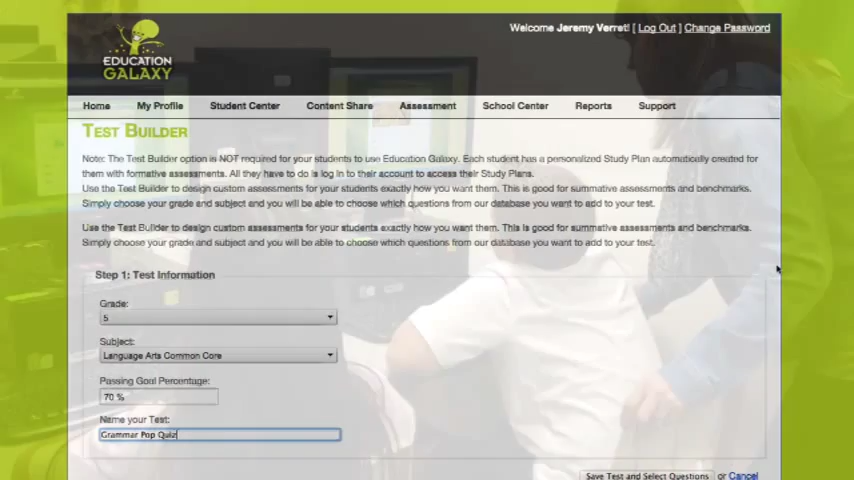 Welcome Jeremy Verret! [ Log Out ] Change Password
EDUCATION
GALAXY
Home My Profile Student Center Content Share Assessment School Center Reports Support
TEST BUILDER
Note: The Test Builder option is NOT required for your students to use Education Galaxy. Each student has a personalized Study Plan automatically created for
them with formative assessments. All they have to do is log in to their account to access their Study Plans.
Use the Test Builder to design custom assessments for your students exactly how you want them. This is good for summative assessments and benchmarks.
Simply choose your grade and subject and you will be able to choose which questions from our database you want to add to your test.
Use the Test Builder to design custom assessments for your students exactly how you want them. This is good for summative assessments and benchmarks.
Simply choose your grade and subject and you will be able to choose which questions from our database you want to add to your test.
Step 1: Test Information
Grade:
5
Subject:
Language Arts Common Core
Passing Goal Percentage:
70 %
Name your Test:
Grammar Pop Quiz
Save Test and Select Questions or Cancel